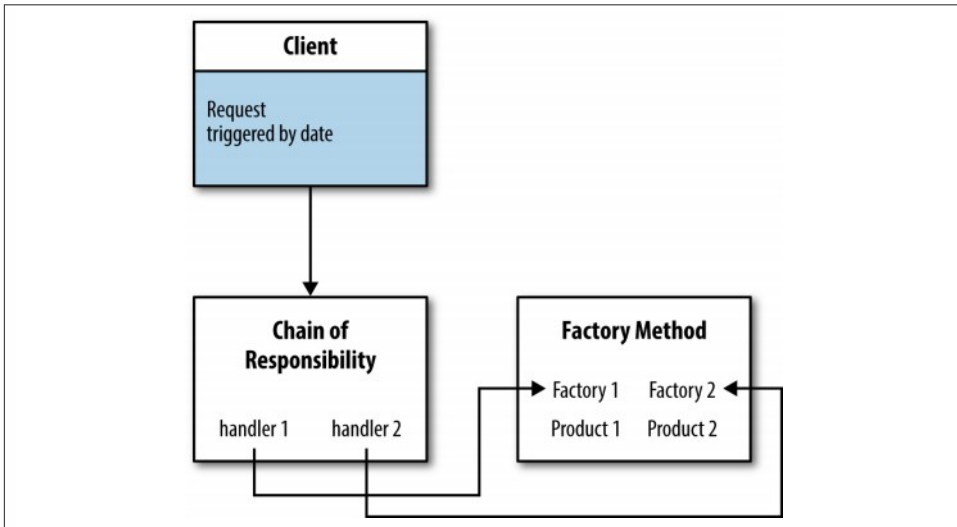 Client
Request
triggered by date
Chain of
Responsibility
handler 1 handler 2
Factory Method
Factory 1 Factory 2
Product 1 Product 2